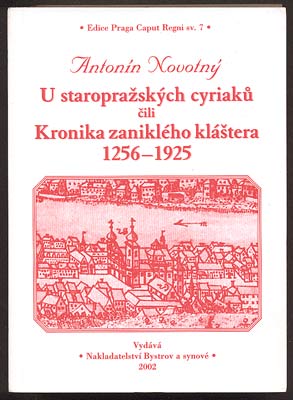 • Edice Praga Caput Regni sv. 7 •
Antonín Novotný
U staropražských cyriaků
čili
Kronika zaniklého kláštera
1256–1925
Vydává
• Nakladatelství Bystrov a synové •
2002